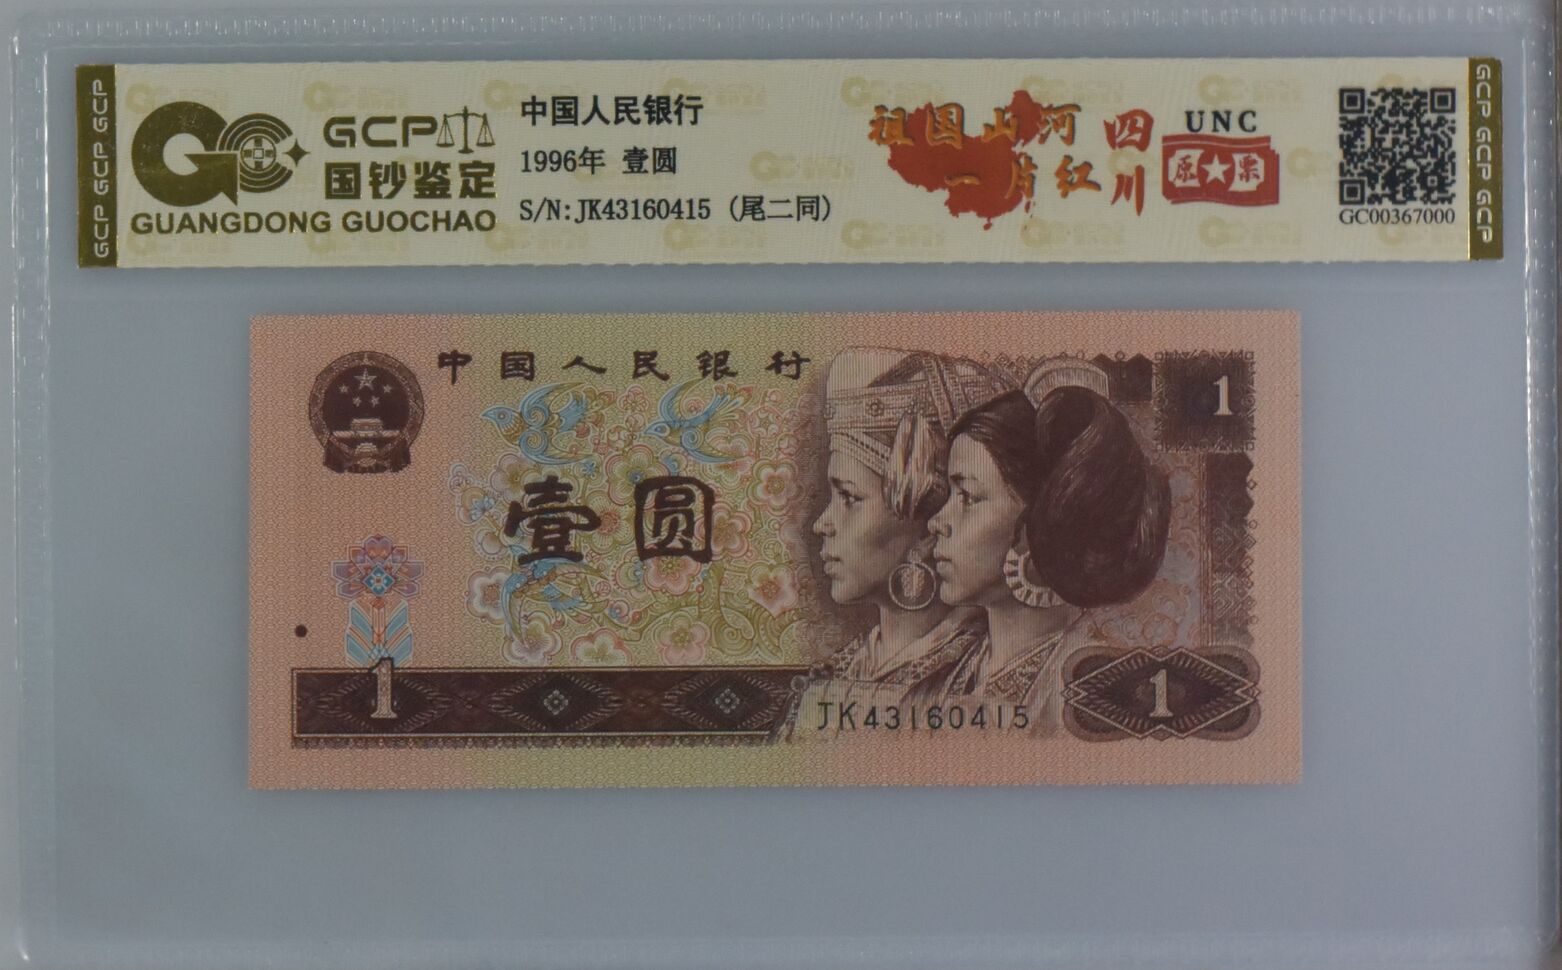 GCP GCP GCP
GCP
国钞鉴定
GUANGDONG GUOCHAO
中国人民银行
1996年 壹圆
S/N:JK43160415 (尾二同)
祖国山河
一片红
四川
UNC
原★票
GC00367000
GCP GCP GCP
中国人民银行
1
壹圆
1
JK43160415
1